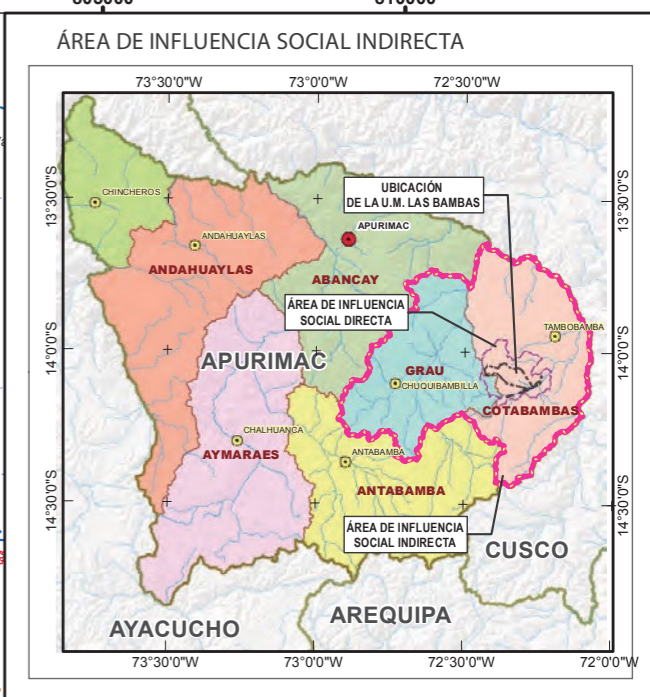 ÁREA DE INFLUENCIA SOCIAL INDIRECTA
73°30'0"W 73°0'0"W 72°30'0"W
13°30'0"S
14°0'0"S
14°30'0"S
CHINCHEROS
ANDAHUAYLAS
ANDAHUAYLAS
UBICACIÓN
DE LA U.M. LAS BAMBAS
APURIMAC
ABANCAY
ÁREA DE INFLUENCIA
SOCIAL DIRECTA
TAMBOBAMBA
APURIMAC
GRAU
CHUQUIBAMBILLA
COTABAMBAS
CHALHUANCA
AYMARAES
ANTABAMBA
ANTABAMBA
ÁREA DE INFLUENCIA
SOCIAL INDIRECTA
CUSCO
AREQUIPA
AYACUCHO
13°30'0"S
14°0'0"S
14°30'0"S
73°30'0"W 73°0'0"W 72°30'0"W 72°0'0"W